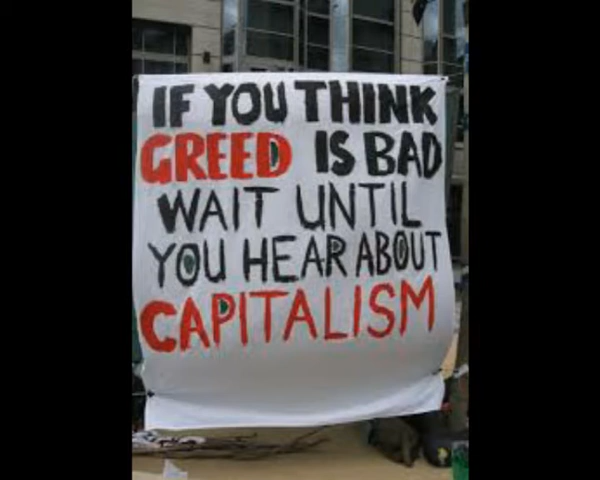 IF YOU THINK
GREED IS BAD
WAIT UNTIL
YOU HEAR ABOUT
CAPITALISM